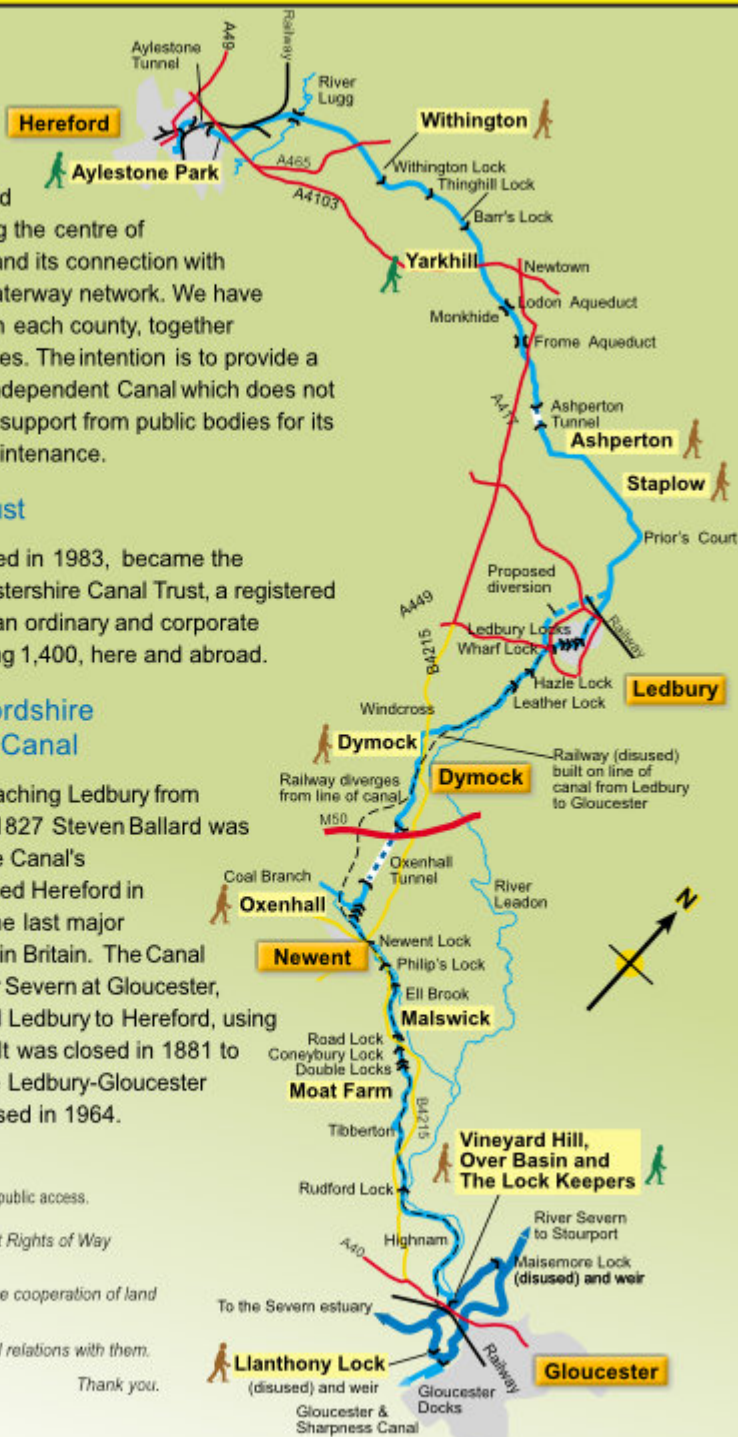 Aylestone
Tunnel
A49
Railway
River
Lugg
Hereford
Withington
Aylestone Park
A465
A4103
Withington Lock
Thinghill Lock
Barr's Lock
d
g the centre of
and its connection with
aterway network. We have
n each county, together
es. The intention is to provide a
ndependent Canal which does not
support from public bodies for its
intenance.
Yarkhill
Newtown
Lodon Aqueduct
Monkhide
Frome Aqueduct
A417
Ashperton
Tunnel
Ashperton
Staplow
Prior's Court
ust
ed in 1983, became the
stershire Canal Trust, a registered
an ordinary and corporate
ng 1,400, here and abroad.
Proposed
diversion
A449
Ledbury Locks
Wharf Lock
Railway
B4215
Hazle Lock
Leather Lock
Ledbury
ordshire
Canal
Windcross
Dymock
Dymock
Railway (disused)
built on line of
canal from Ledbury
to Gloucester
Railway diverges
from line of canal
M50
aching Ledbury from
1827 Steven Ballard was
e Canal's
ed Hereford in
he last major
in Britain. The Canal
r Severn at Gloucester,
d Ledbury to Hereford, using
It was closed in 1881 to
e Ledbury-Gloucester
sed in 1964.
Oxenhall
Tunnel
Coal Branch
Oxenhall
River
Leadon
N
Newent
Newent Lock
Philip's Lock
Ell Brook
Malswick
Road Lock
Coneybury Lock
Double Locks
Moat Farm
B4215
Tibberton
Rudford Lock
Vineyard Hill,
Over Basin and
The Lock Keepers
public access.
t Rights of Way
e cooperation of land
d relations with them.
Thank you.
Highnam
A40
River Severn
to Stourport
Maisemore Lock
(disused) and weir
To the Severn estuary
Llanthony Lock
(disused) and weir
Railway
Gloucester
Gloucester
Docks
Gloucester &
Sharpness Canal